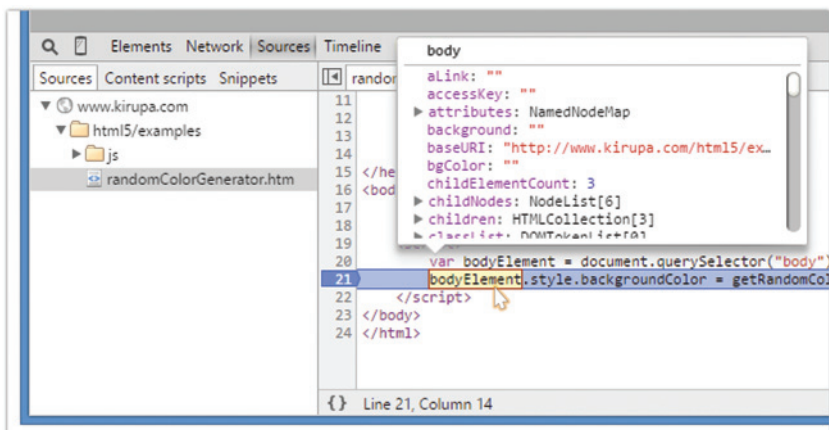 Elements Network Sources Timeline
Sources Content scripts Snippets
www.kirupa.com
html5/examples
js
randomColorGenerator.htm
body
aLink: ""
accessKey: ""
attributes: NamedNodeMap
background: ""
baseURI: "http://www.kirupa.com/html5/ex…
bgColor: ""
childElementCount: 3
childNodes: NodeList[6]
children: HTMLCollection[3]
classList: DOMTokenList[0]
11
12
13
14
15 </he
16 <bod
17
18
19
20 var bodyElement = document.querySelector("body")
21 bodyElement.style.backgroundColor = getRandomCol
22 </script>
23 </body>
24 </html>
{} Line 21, Column 14